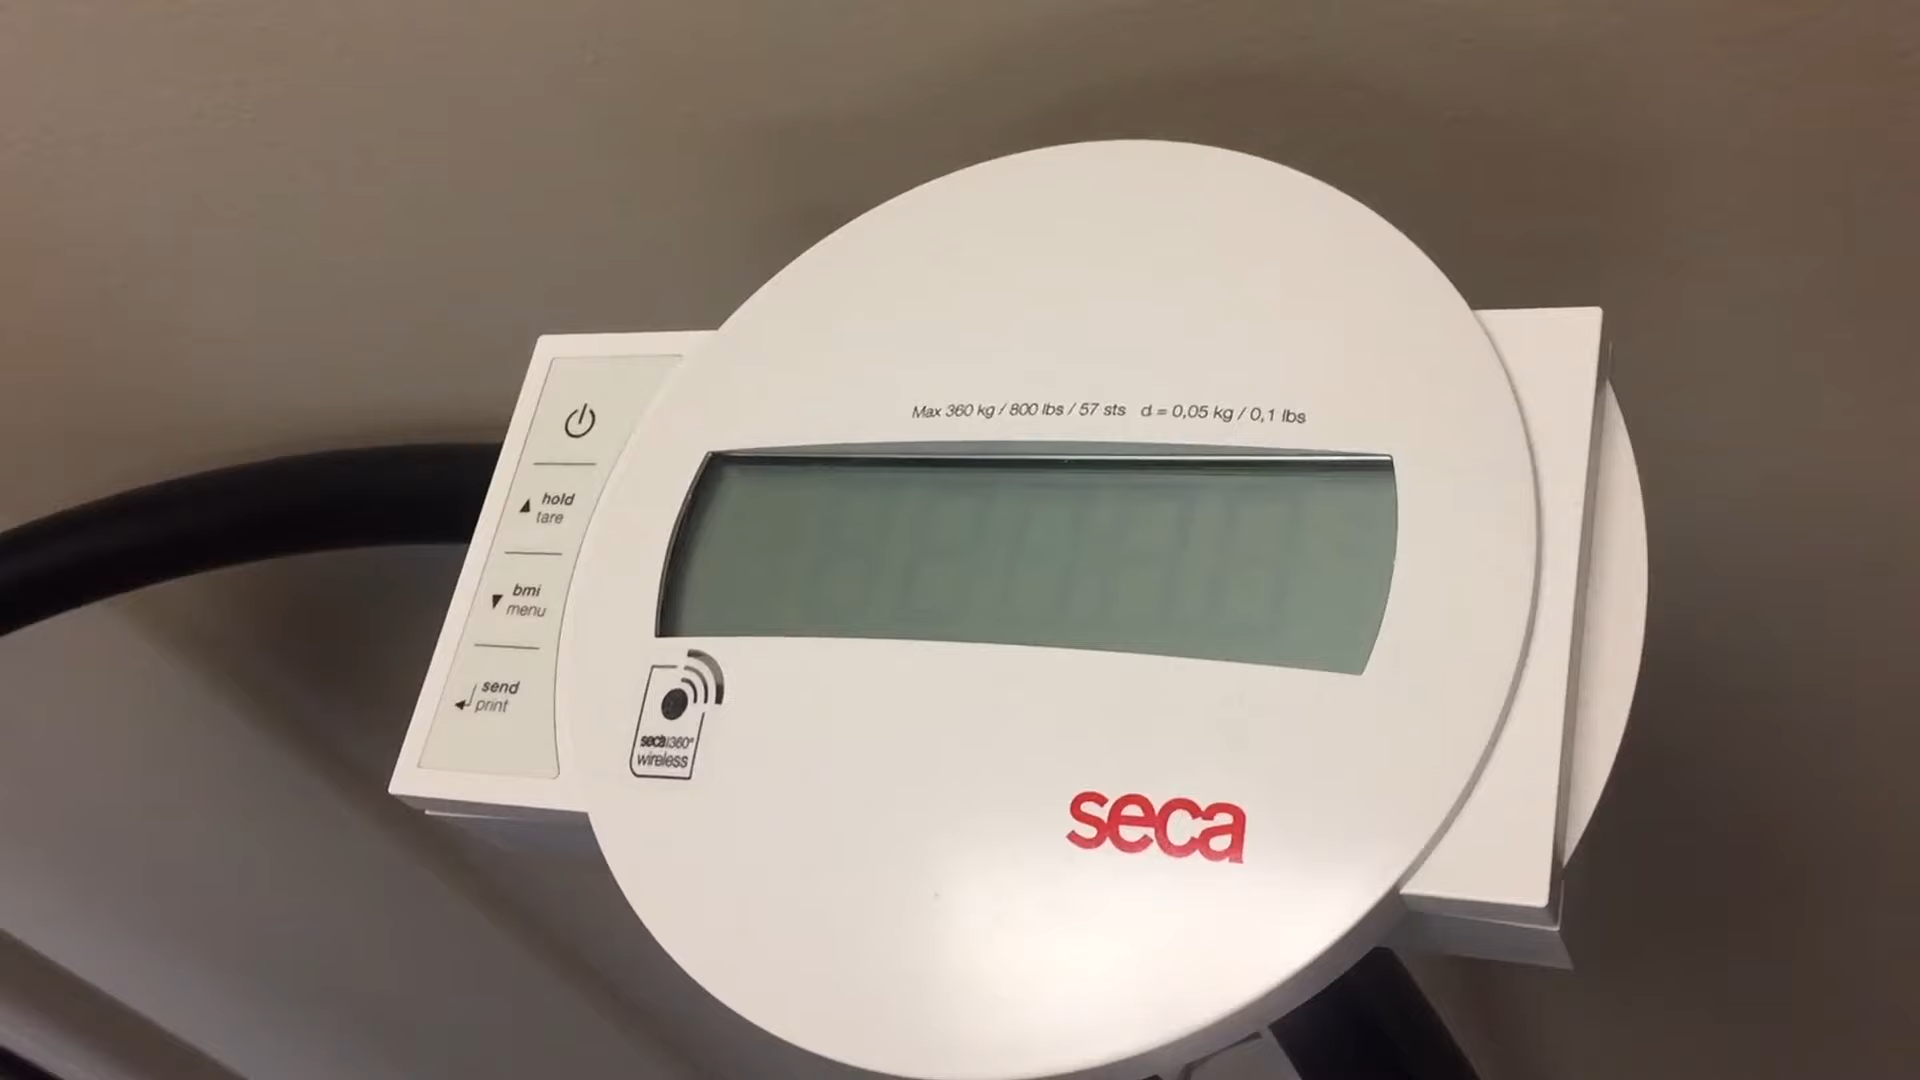 Max 360 kg / 800 lbs / 57 sts d = 0,05 kg / 0,1 lbs
hold
tare
bmi
menu
send
print
seca 360°
wireless
seca